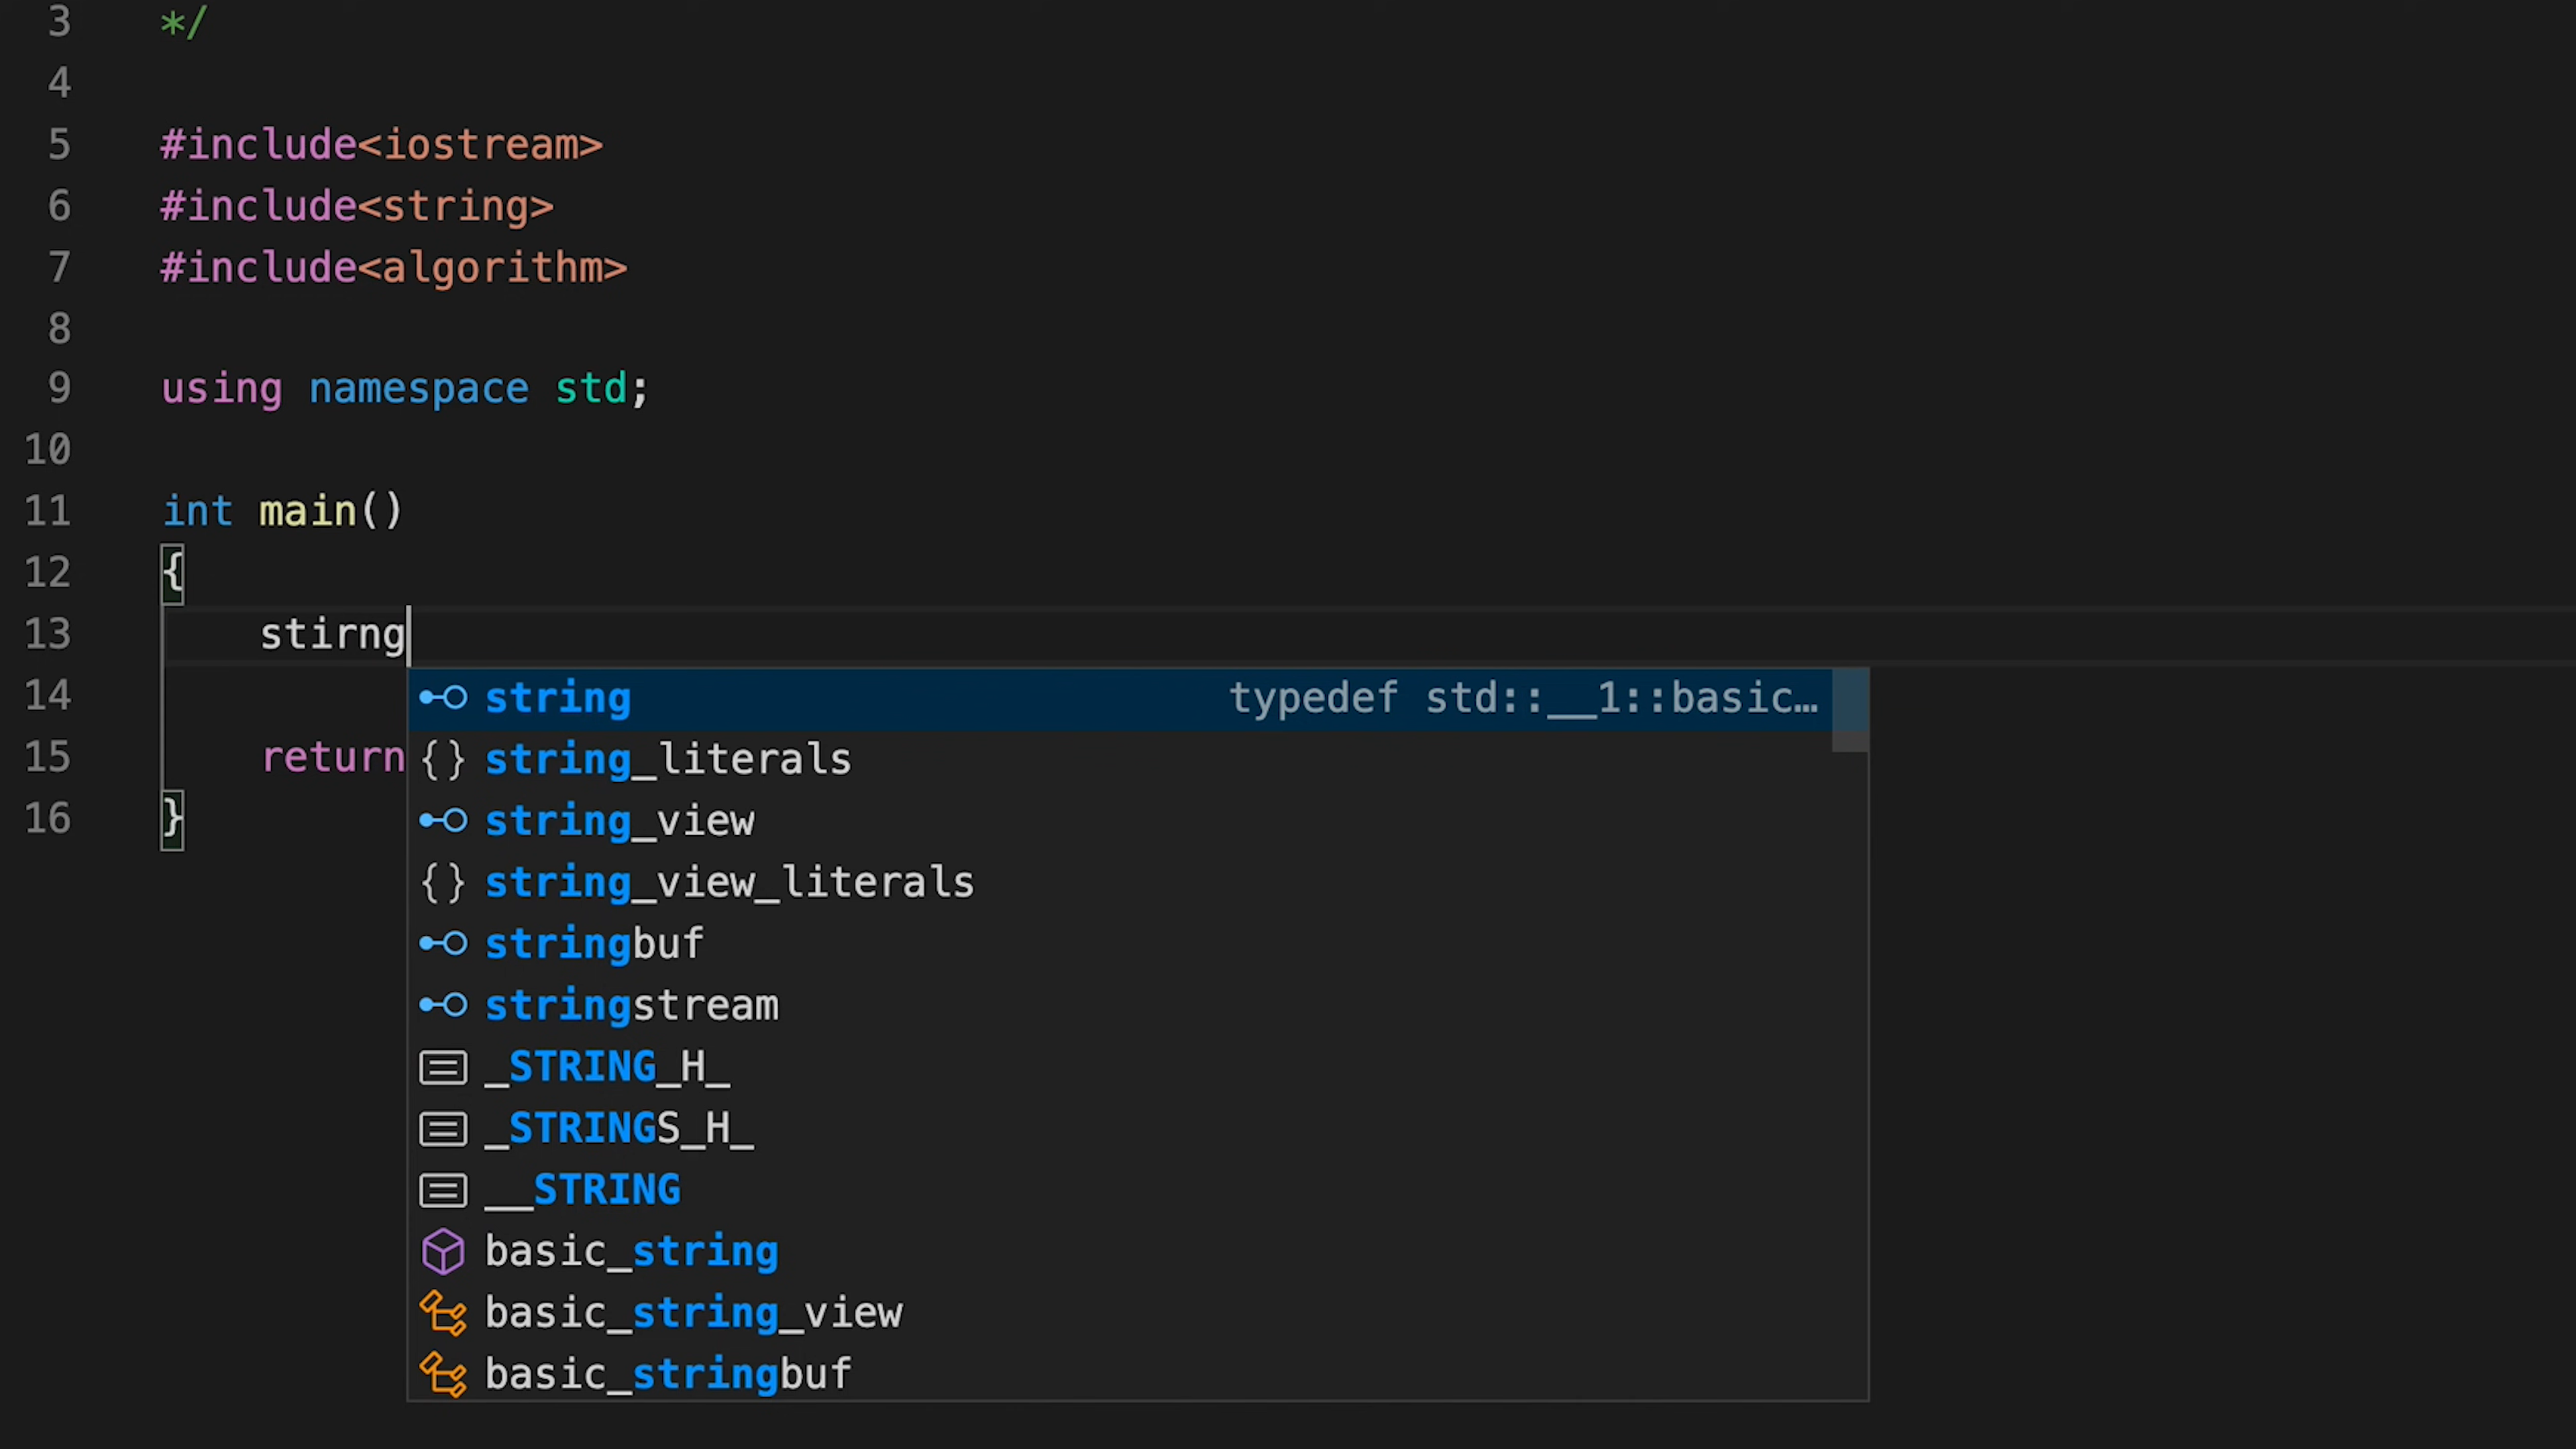 3 */
4
5 #include<iostream>
6 #include<string>
7 #include<algorithm>
8
9 using namespace std;
10
11 int main()
12 {
13 stirng
14
15 return
16 }
string typedef std::__1::basic…
string_literals
string_view
string_view_literals
stringbuf
stringstream
_STRING_H_
_STRINGS_H_
__STRING
basic_string
basic_string_view
basic_stringbuf